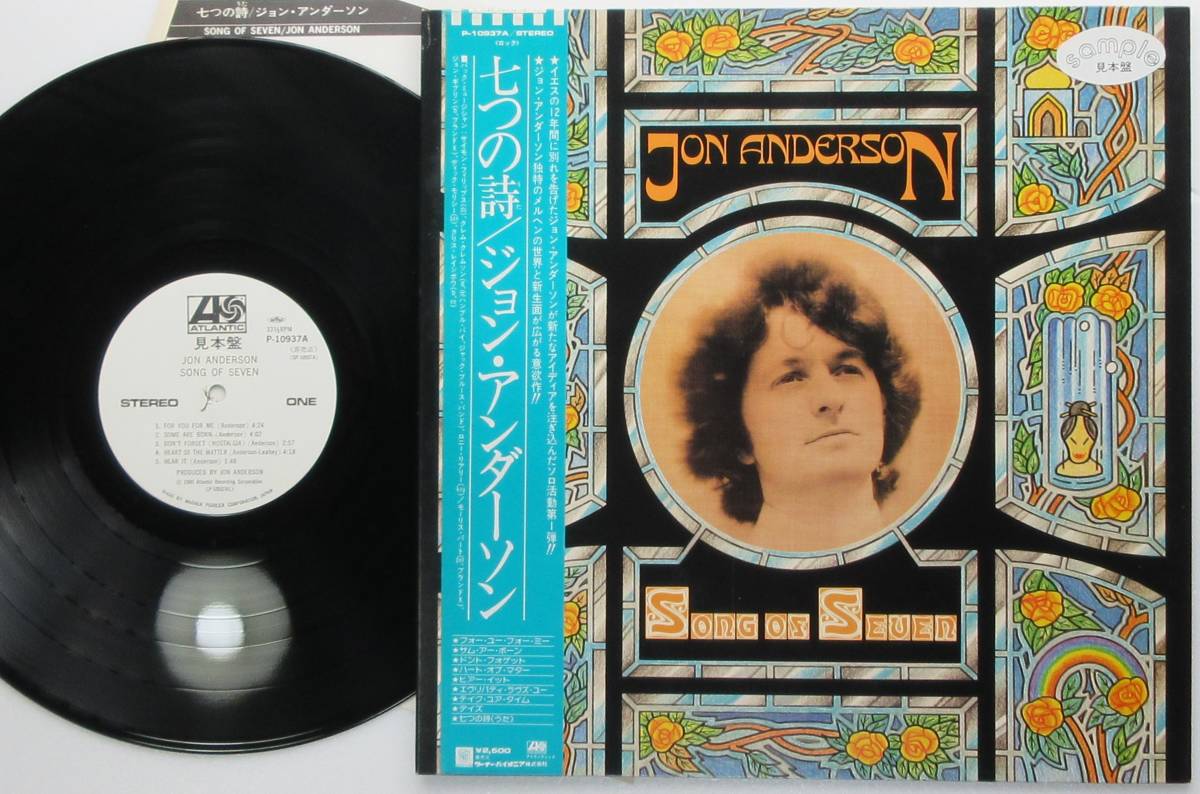 七つの詩/ジョン・アンダーソン
SONG OF SEVEN/JON ANDERSON
ATLANTIC
見本盤
33⅓RPM
P-10937A
JON ANDERSON
SONG OF SEVEN
STEREO
ONE
1. FOR YOU FOR ME (Anderson) 4:24
2. SOME ARE BORN (Anderson) 4:02
3. DON'T FORGET (NOSTALGIA) (Anderson) 2:57
4. HEART OF THE MATTER (Anderson-Leahey) 4:18
5. HEAR IT (Anderson) 1:48
PRODUCED BY JON ANDERSON
P-10937A/STEREO
(ロック)
七つの詩/ジョン・アンダーソン
うた
★イエスの12年間に別れを告げたジョン・アンダーソンが新たなアイディアを注ぎ込んだソロ活動第1弾!!
★ジョン・アンダーソン独特のメルヘンの世界と新生面が広がる意欲作!!
★フォー・ユー・フォー・ミー
★サム・アー・ボーン
★ドント・フォゲット
★ハート・オブ・マター
★ヒアー・イット
★エヴリバディ・ラヴズ・ユー
★テイク・ユア・タイム
★デイズ
★七つの詩(うた)
¥2,500
ワーナー・パイオニア株式会社
JON ANDERSON
SONG OF SEVEN
sample
見本盤